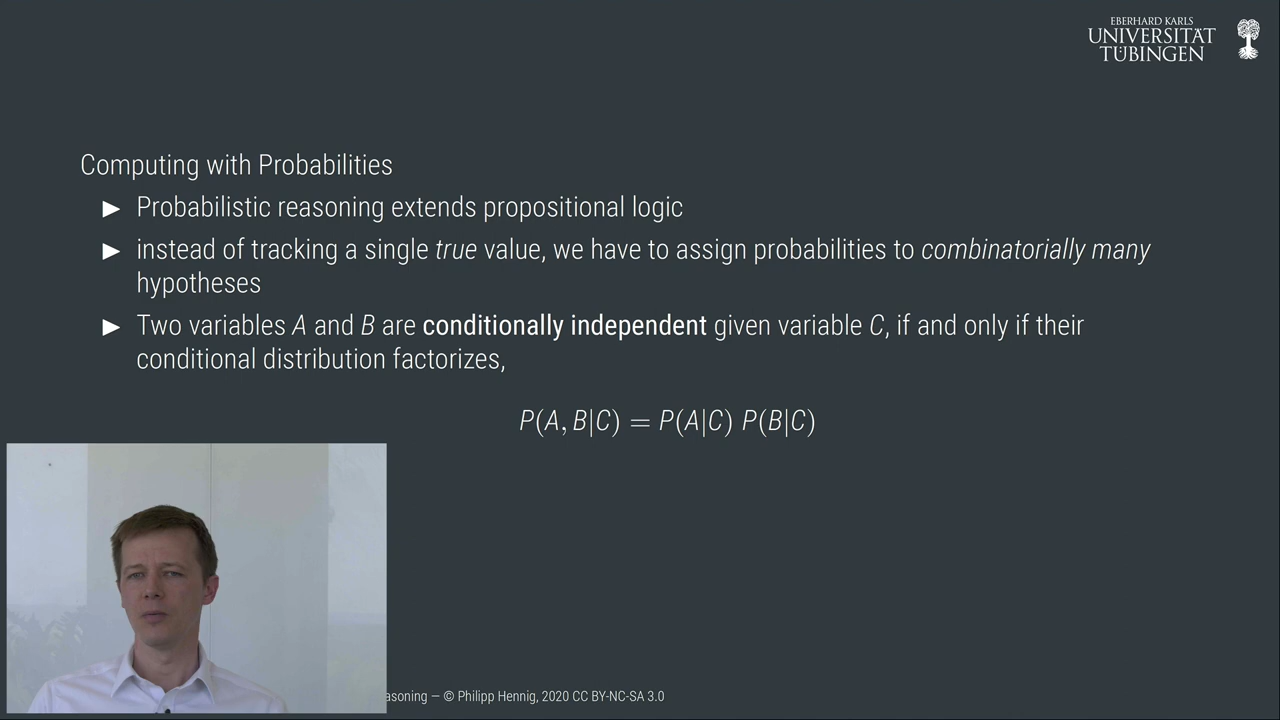 EBERHARD KARLS
UNIVERSITÄT
TÜBINGEN
Computing with Probabilities
▶ Probabilistic reasoning extends propositional logic
▶ instead of tracking a single true value, we have to assign probabilities to combinatorially many
hypotheses
▶ Two variables A and B are conditionally independent given variable C, if and only if their
conditional distribution factorizes,
P(A, B|C) = P(A|C) P(B|C)
— © Philipp Hennig, 2020 CC BY-NC-SA 3.0